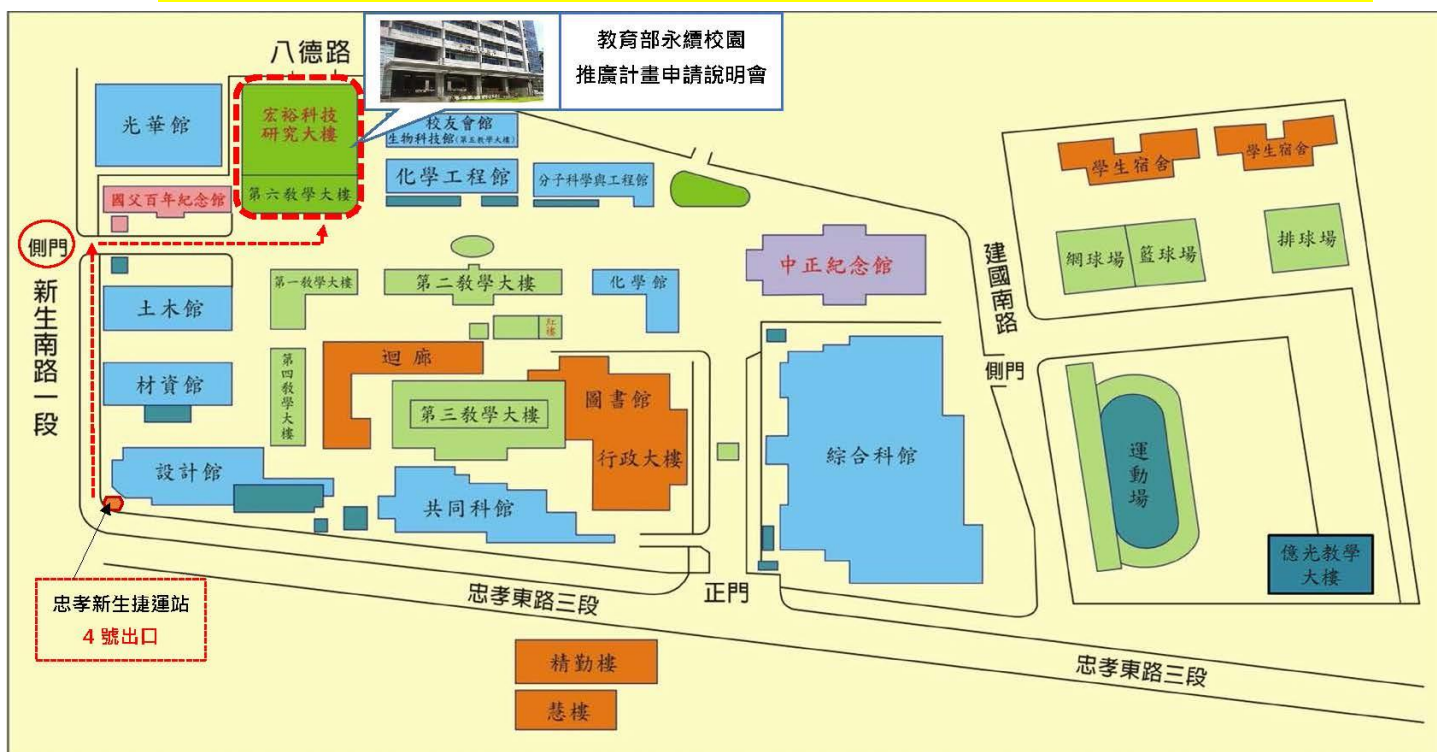 八德路
教育部永續校園
推廣計畫申請說明會
光華館
宏裕科技
研究大樓
校友會館
生物科技館(第五教學大樓)
化學工程館
分子科學與工程館
國父百年紀念館
第六教學大樓
學生宿舍
學生宿舍
網球場
籃球場
排球場
側門
新生南路一段
土木館
第一教學大樓
第二教學大樓
化學館
中正紀念館
建國南路
側門
紅樓
材資館
第四教學大樓
迴廊
第三教學大樓
圖書館
行政大樓
綜合科館
運動場
設計館
共同科館
億光教學
大樓
忠孝新生捷運站
4 號出口
忠孝東路三段
正門
忠孝東路三段
精勤樓
慧樓